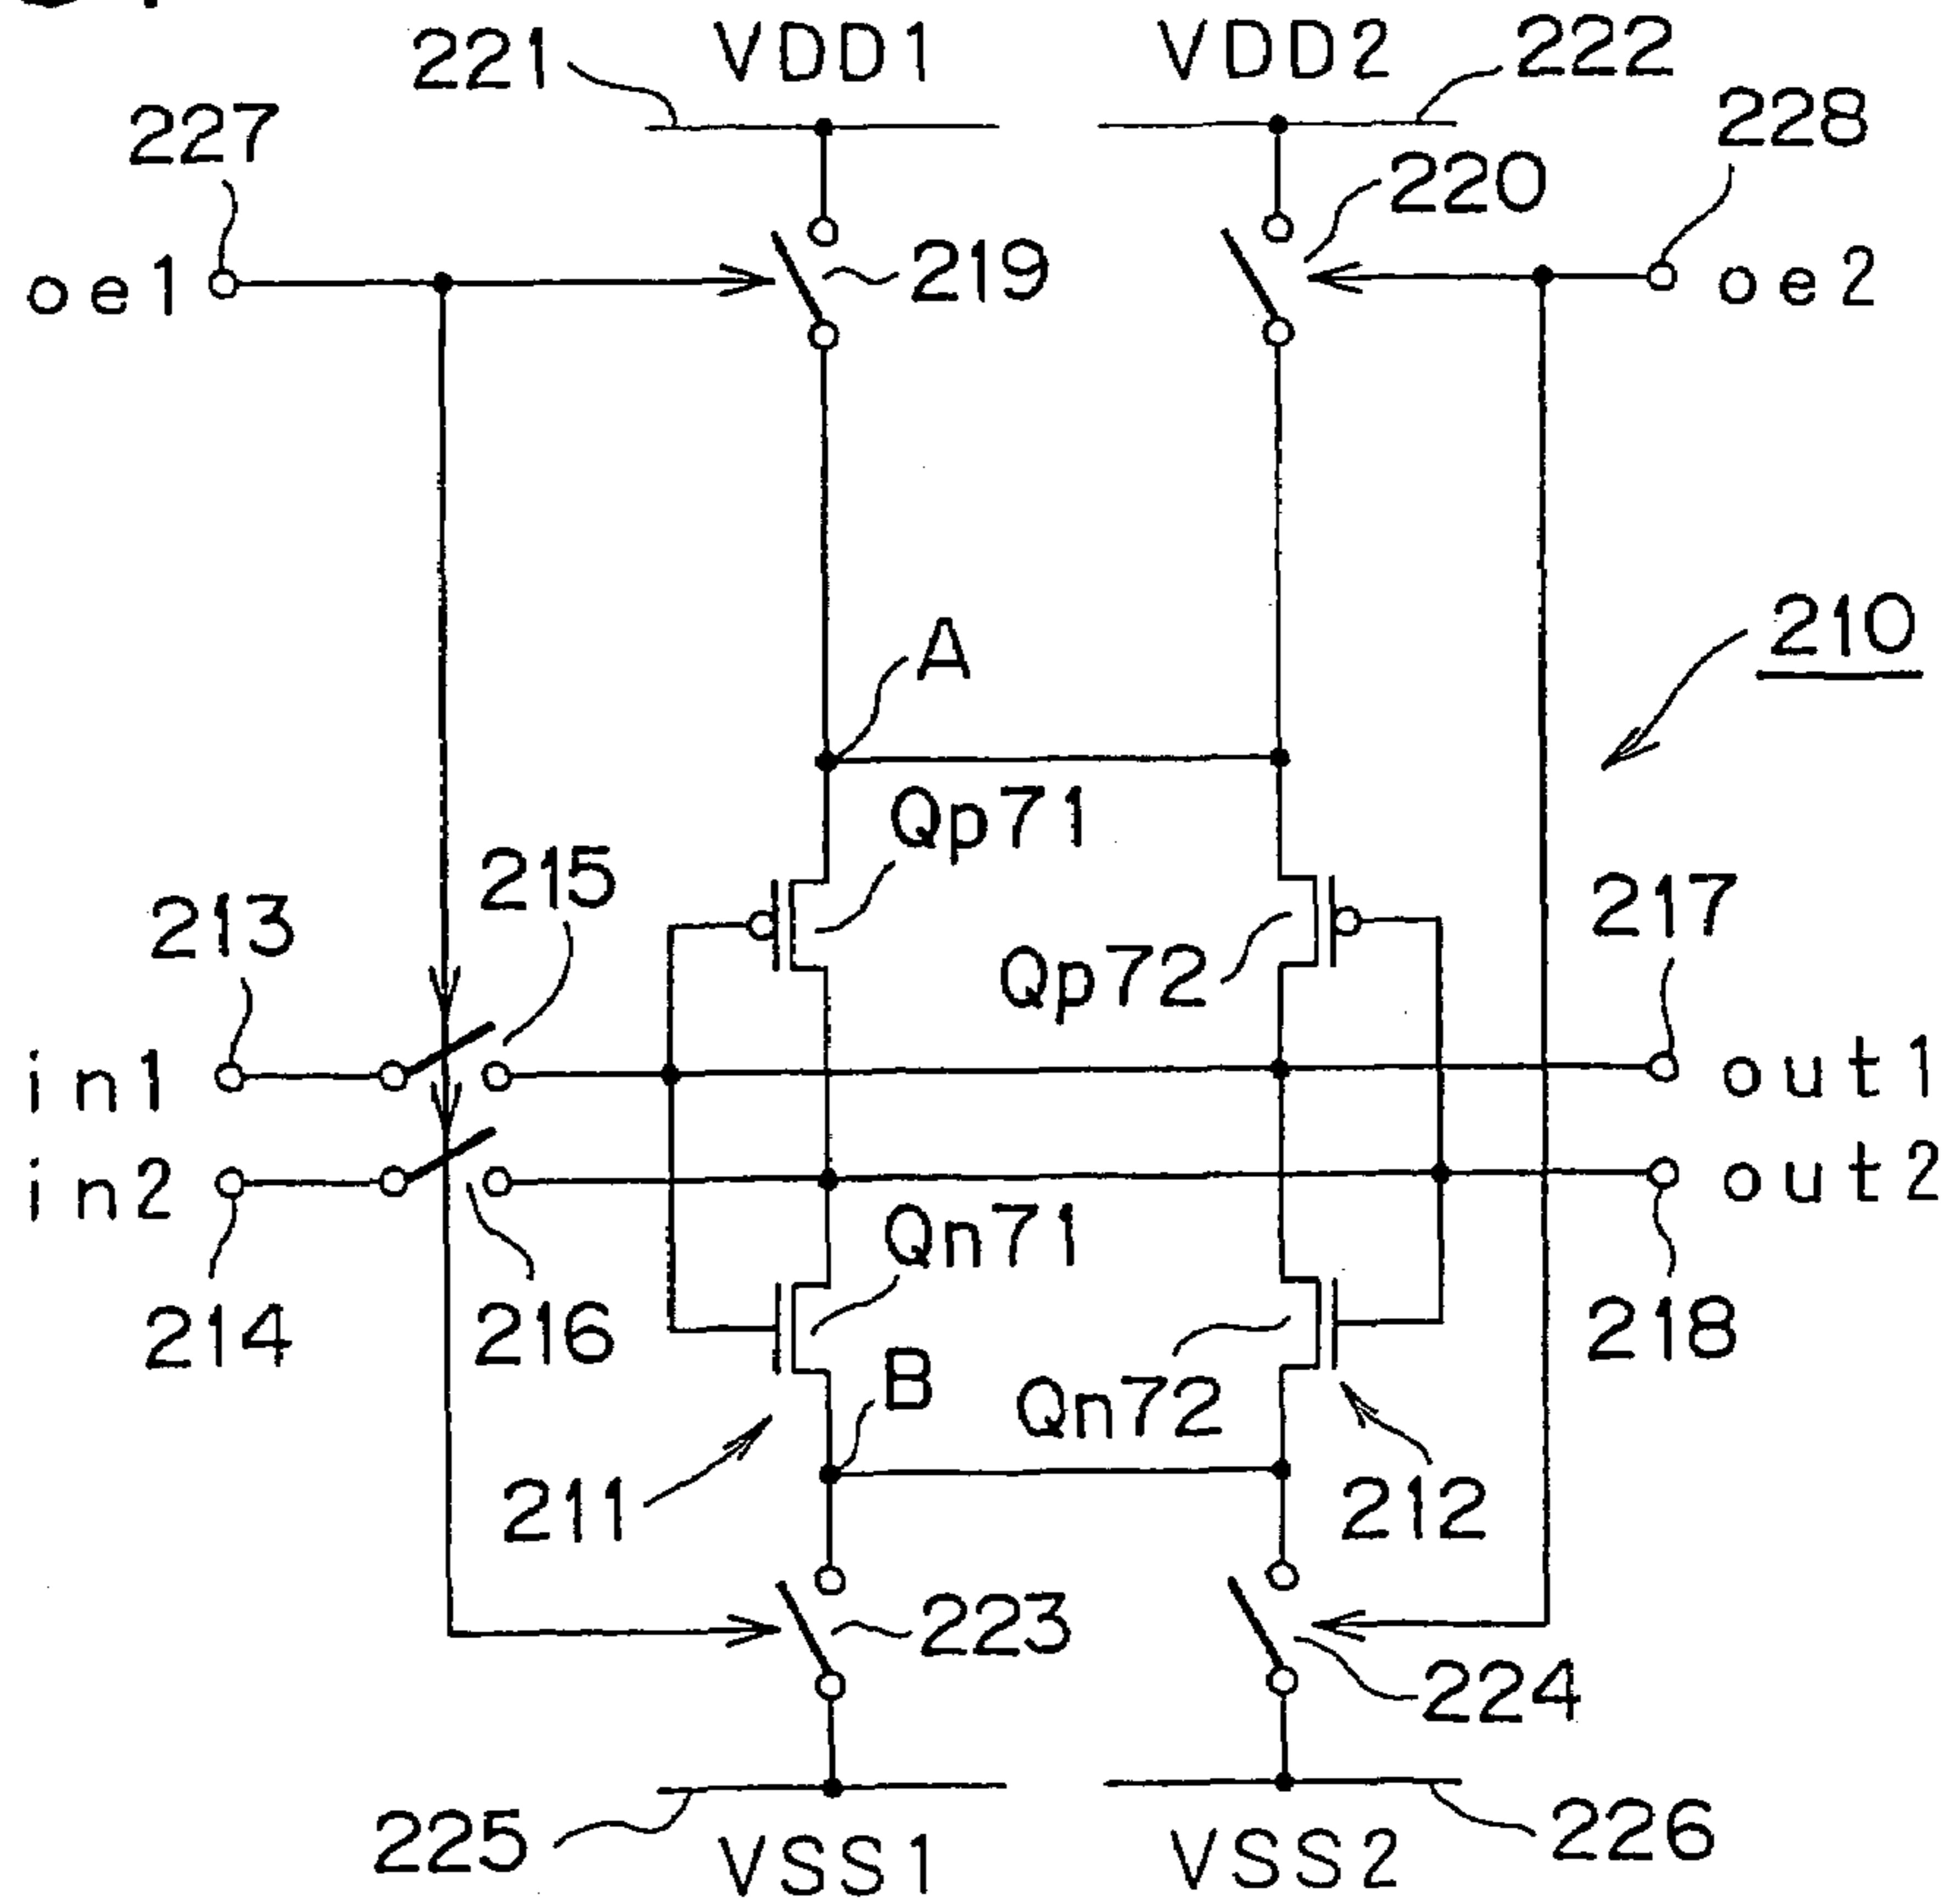 221 VDD1 VDD2 222
227 228
220
oe1 219 oe2
210
A
Qp71
215
213 217
Qp72
in1 out1
in2 out2
Qn71
214 216 218
B
Qn72
211 212
223
224
225 226
VSS1 VSS2